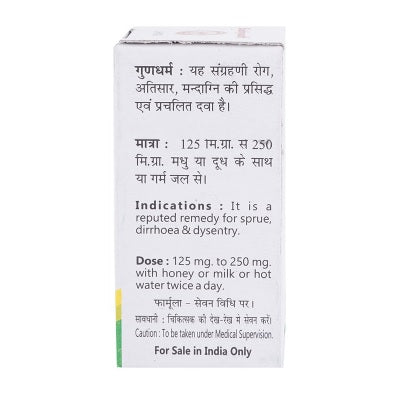 गुणधर्म : यह संग्रहणी रोग,
अतिसार, मन्दाग्नि की प्रसिद्ध
एवं प्रचलित दवा है।
मात्रा : 125 मि.ग्रा. से 250
मि.ग्रा. मधु या दूध के साथ
या गर्म जल से।
Indications : It is a
reputed remedy for sprue,
dirrhoea & dysentry.
Dose : 125 mg. to 250 mg.
with honey or milk or hot
water twice a day.
फार्मूला - सेवन विधि पर।
सावधानी : चिकित्सक की देख-रेख में सेवन करें।
Caution : To be taken under Medical Supervision.
For Sale in India Only